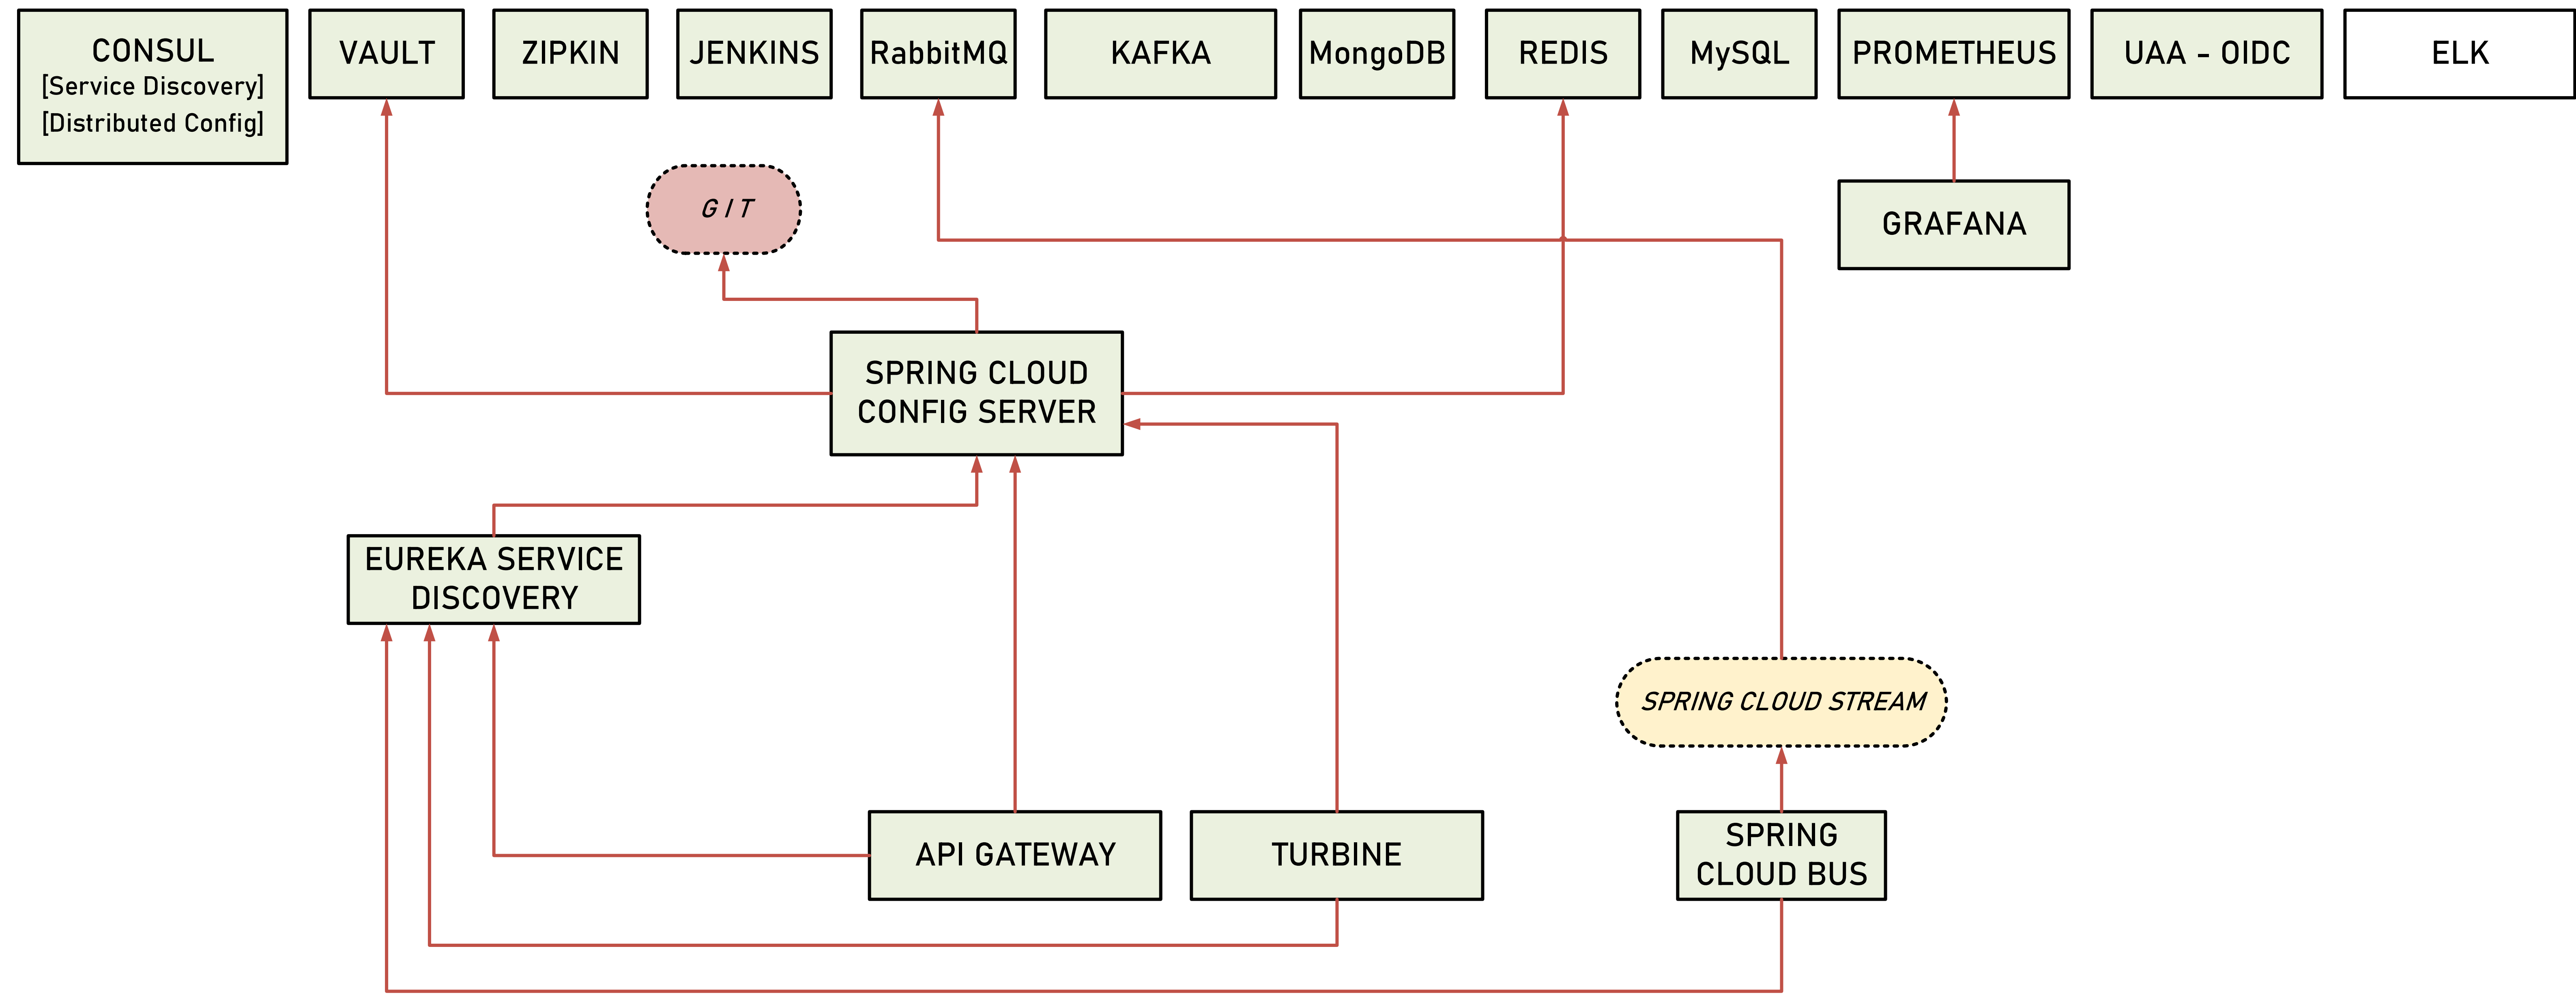 CONSUL
[Service Discovery]
[Distributed Config]
VAULT
ZIPKIN
JENKINS
RabbitMQ
KAFKA
MongoDB
REDIS
MySQL
PROMETHEUS
UAA - OIDC
ELK
GIT
GRAFANA
SPRING CLOUD
CONFIG SERVER
EUREKA SERVICE
DISCOVERY
SPRING CLOUD STREAM
API GATEWAY
TURBINE
SPRING
CLOUD BUS